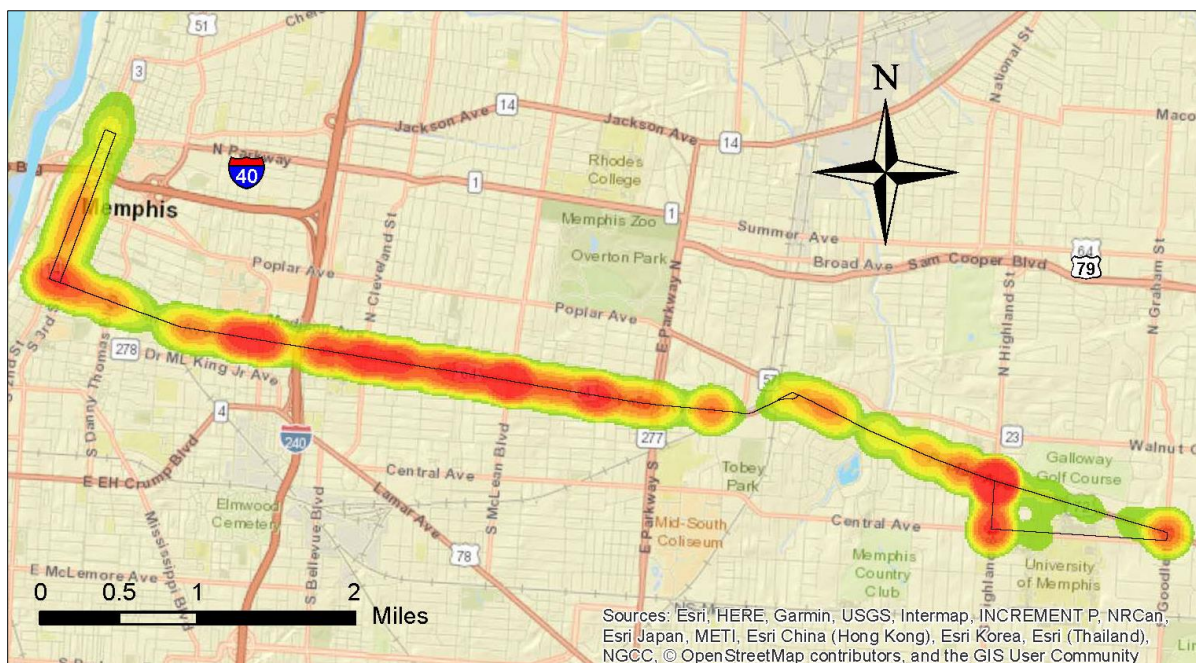 51
3
14
Jackson Ave
Jackson Ave
14
National St
N
N Parkway
40
Rhodes
College
1
Memphis
Memphis Zoo
1
Overton Park
Summer Ave
64
Broad Ave
Sam Cooper Blvd
79
N Graham St
Poplar Ave
N Cleveland St
Poplar Ave
E Parkway N
N Highland St
S 3rd S
278
Dr ML King Jr Ave
S Danny Thomas
4
240
57
277
23
Walnut
Galloway
Golf Course
E EH Crump Blvd
Central Ave
Tobey
Park
S McLean Blvd
Elmwood
Cemetery
Lamar Ave
78
E Parkway S
Mid-South
Coliseum
Central Ave
Memphis
Country
Club
University
of Memphis
Mississippi Blvd
S Bellevue Blvd
E McLemore Ave
0 0.5 1 2
Miles
Sources: Esri, HERE, Garmin, USGS, Intermap, INCREMENT P, NRCan,
Esri Japan, METI, Esri China (Hong Kong), Esri Korea, Esri (Thailand),
NGCC, © OpenStreetMap contributors, and the GIS User Community